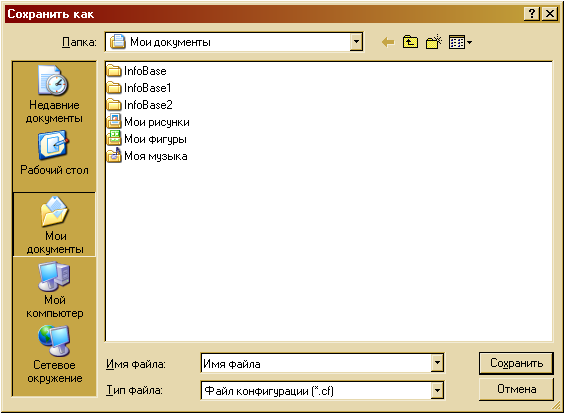 Сохранить как
Папка:
Мои документы
Недавние
документы
Рабочий стол
Мои
документы
Мой
компьютер
Сетевое
окружение
InfoBase
InfoBase1
InfoBase2
Мои рисунки
Мои фигуры
Моя музыка
Имя файла:
Имя файла
Сохранить
Тип файла:
Файл конфигурации (*.cf)
Отмена